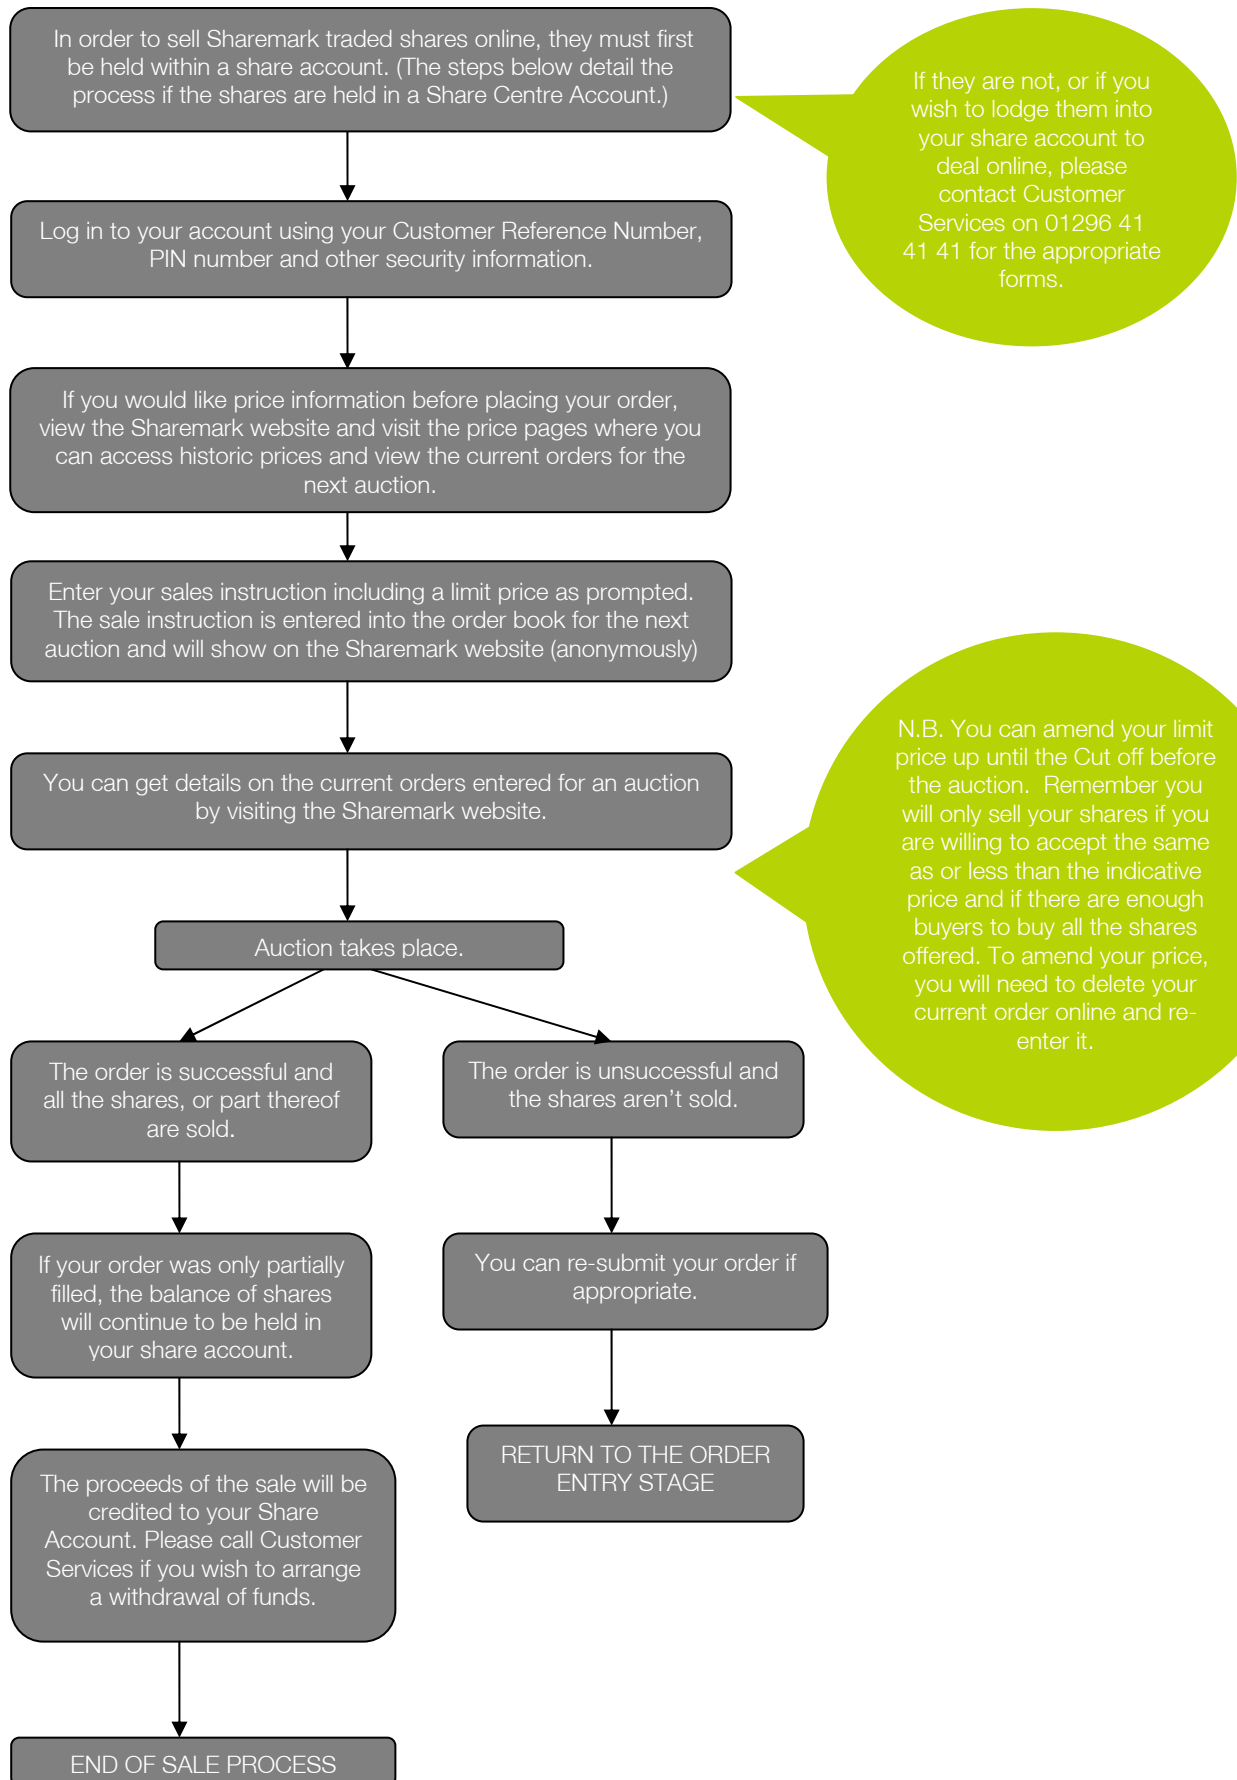 In order to sell Sharemark traded shares online, they must first
be held within a share account. (The steps below detail the
process if the shares are held in a Share Centre Account.)
If they are not, or if you
wish to lodge them into
your share account to
deal online, please
contact Customer
Services on 01296 41
41 41 for the appropriate
forms.
Log in to your account using your Customer Reference Number,
PIN number and other security information.
If you would like price information before placing your order,
view the Sharemark website and visit the price pages where you
can access historic prices and view the current orders for the
next auction.
Enter your sales instruction including a limit price as prompted.
The sale instruction is entered into the order book for the next
auction and will show on the Sharemark website (anonymously)
You can get details on the current orders entered for an auction
by visiting the Sharemark website.
N.B. You can amend your limit
price up until the Cut off before
the auction.  Remember you
will only sell your shares if you
are willing to accept the same
as or less than the indicative
price and if there are enough
buyers to buy all the shares
offered. To amend your price,
you will need to delete your
current order online and re-
enter it.
Auction takes place.
The order is successful and
all the shares, or part thereof
are sold.
The order is unsuccessful and
the shares aren't sold.
If your order was only partially
filled, the balance of shares
will continue to be held in
your share account.
You can re-submit your order if
appropriate.
The proceeds of the sale will be
credited to your Share
Account. Please call Customer
Services if you wish to arrange
a withdrawal of funds.
RETURN TO THE ORDER
ENTRY STAGE
END OF SALE PROCESS